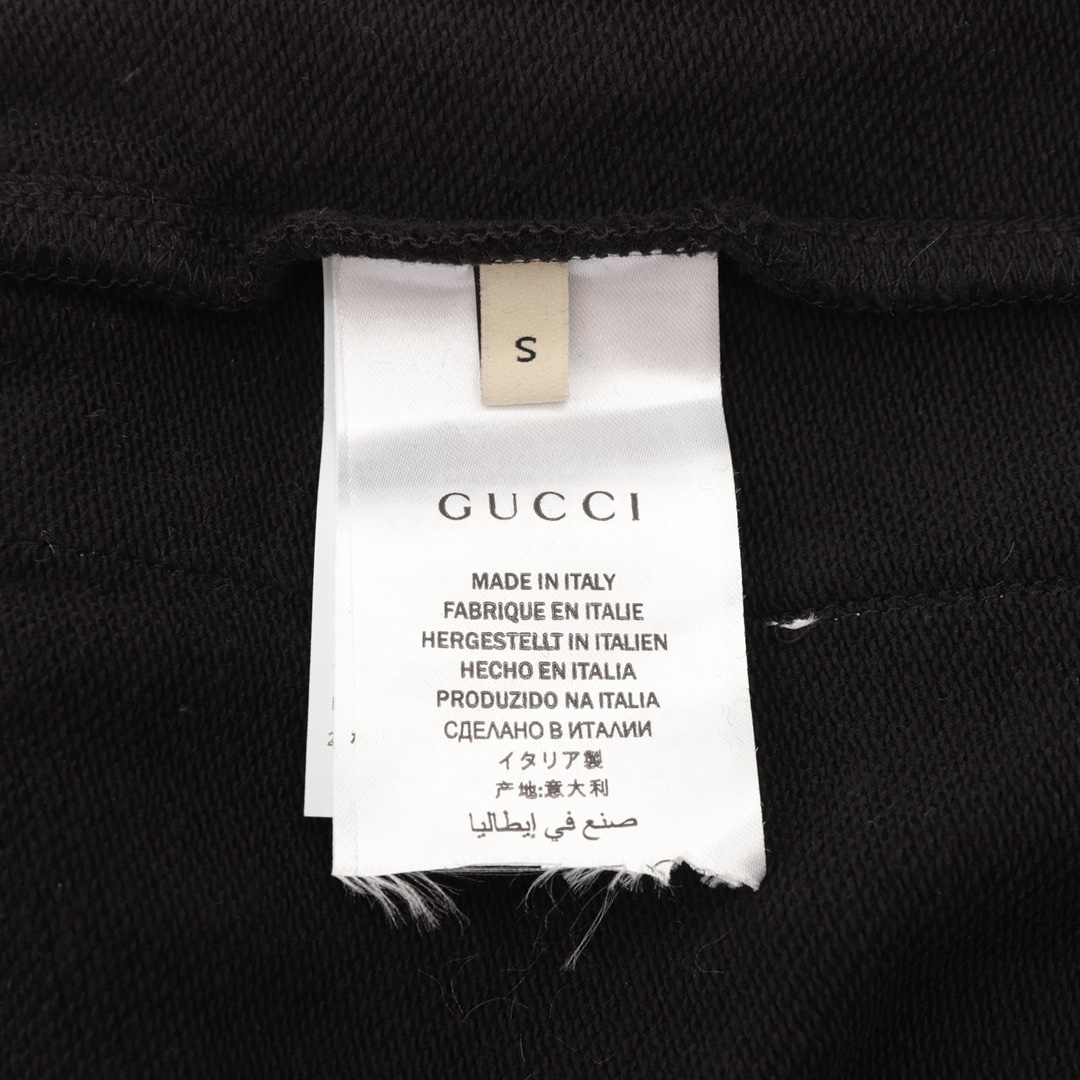 S
GUCCI
MADE IN ITALY
FABRIQUE EN ITALIE
HERGESTELLT IN ITALIEN
HECHO EN ITALIA
PRODUZIDO NA ITALIA
СДЕЛАНО В ИТАЛИИ
イタリア製
产地:意大利
صنع في إيطاليا